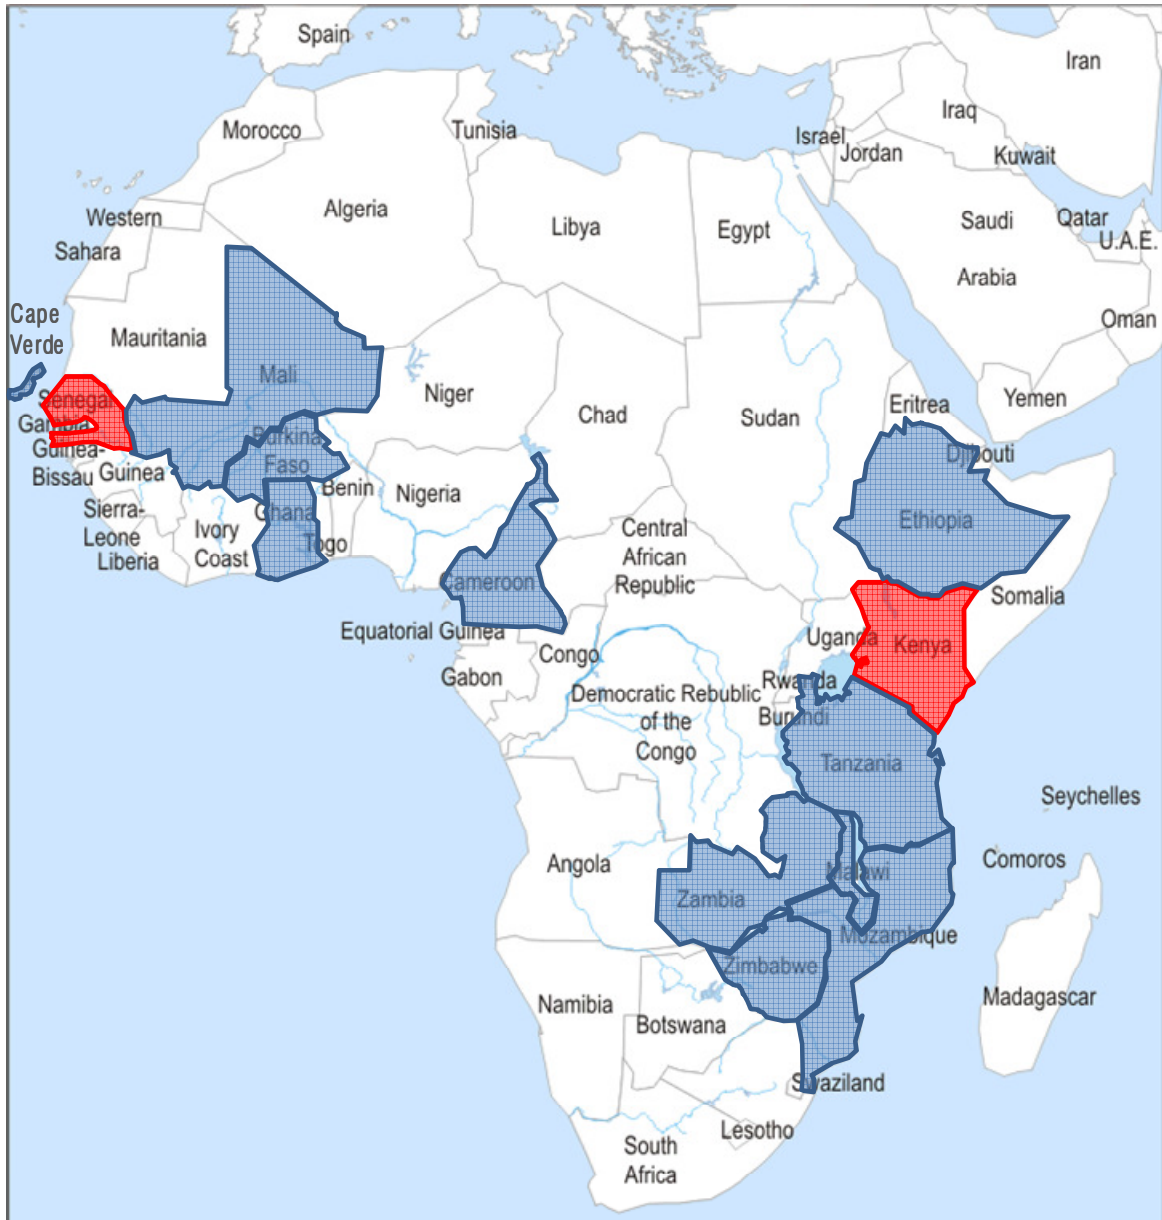 Spain
Iran
Iraq
Morocco
Tunisia
Israel
Jordan
Kuwait
Algeria
Western
Sahara
Libya
Egypt
Saudi
Arabia
Qatar
U.A.E.
Oman
Cape
Verde
Mauritania
Mali
Niger
Chad
Sudan
Eritrea
Yemen
Senegal
Gambia
Guinea-
Bissau
Guinea
Burkina
Faso
Benin
Nigeria
Djibouti
Sierra-
Leone
Liberia
Ivory
Coast
Ghana
Togo
Central
African
Republic
Ethiopia
Cameroon
Somalia
Equatorial Guinea
Congo
Gabon
Uganda
Kenya
Rwanda
Burundi
Democratic Rebublic
of the
Congo
Tanzania
Seychelles
Comoros
Angola
Zambia
Malawi
Mozambique
Zimbabwe
Namibia
Botswana
Madagascar
Swaziland
Lesotho
South
Africa